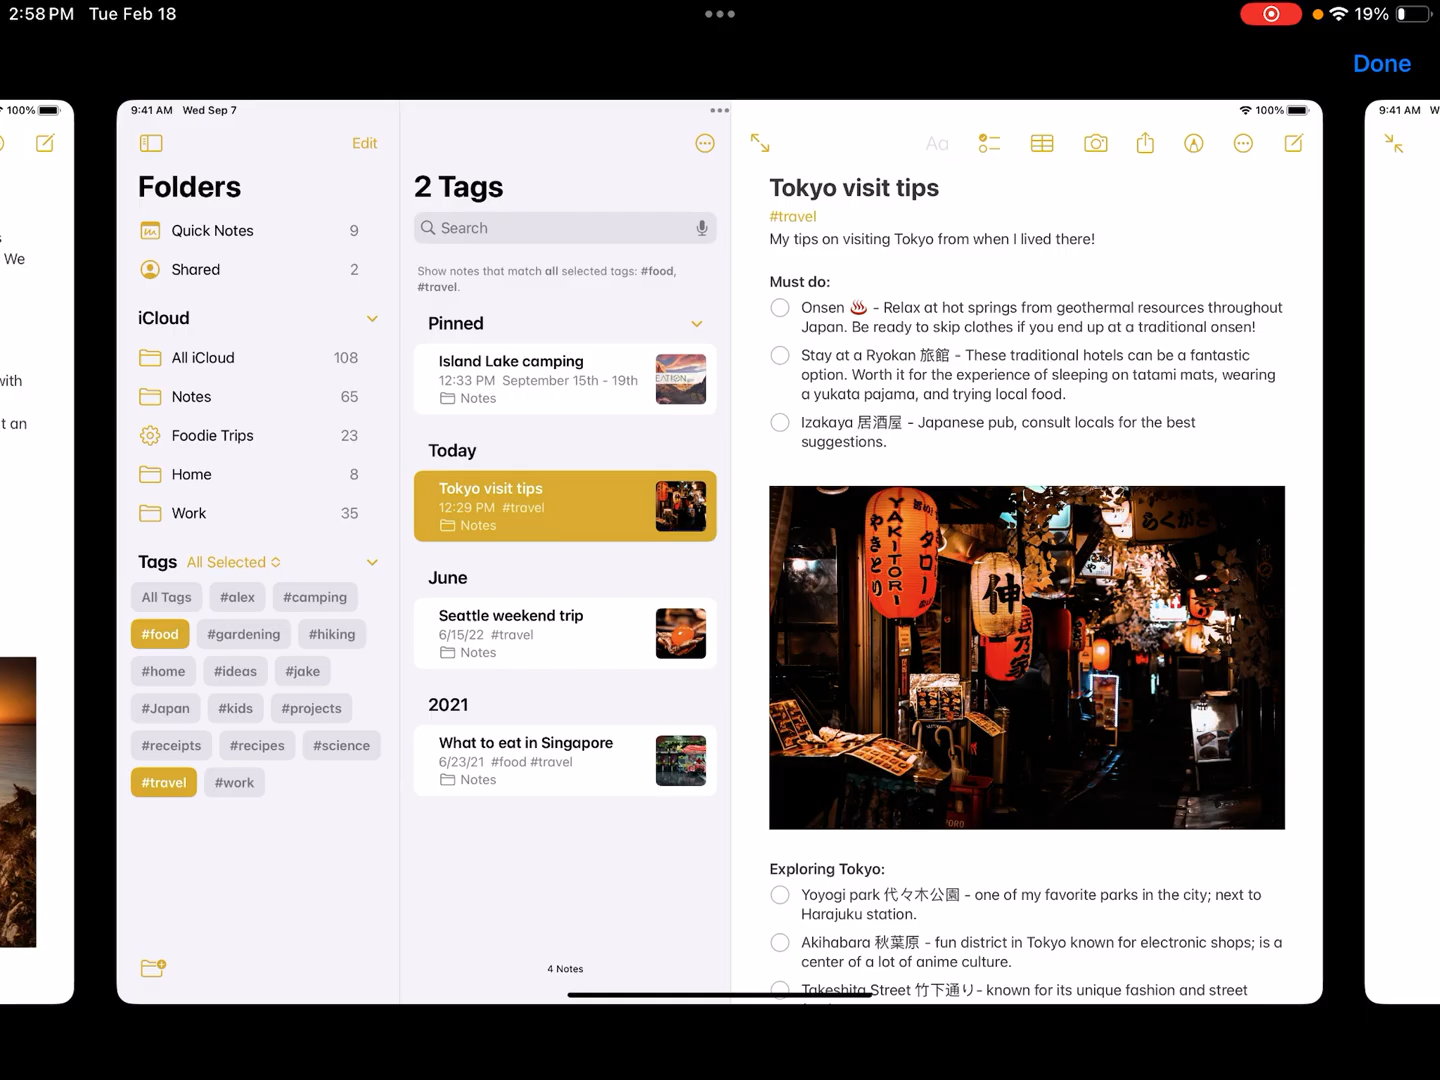 2:58 PM Tue Feb 18
19%
Done
100%
We
with
t an
9:41 AM Wed Sep 7
Edit
Folders
Quick Notes 9
Shared 2
iCloud
All iCloud 108
Notes 65
Foodie Trips 23
Home 8
Work 35
Tags All Selected
All Tags #alex #camping
#food #gardening #hiking
#home #ideas #jake
#Japan #kids #projects
#receipts #recipes #science
#travel #work
2 Tags
Search
Show notes that match all selected tags: #food,
#travel.
Pinned
Island Lake camping
12:33 PM September 15th - 19th
Notes
Today
Tokyo visit tips
12:29 PM #travel
Notes
June
Seattle weekend trip
6/15/22 #travel
Notes
2021
What to eat in Singapore
6/23/21 #food #travel
Notes
4 Notes
100%
Aa
Tokyo visit tips
#travel
My tips on visiting Tokyo from when I lived there!
Must do:
Onsen ♨️ - Relax at hot springs from geothermal resources throughout
Japan. Be ready to skip clothes if you end up at a traditional onsen!
Stay at a Ryokan 旅館 - These traditional hotels can be a fantastic
option. Worth it for the experience of sleeping on tatami mats, wearing
a yukata pajama, and trying local food.
Izakaya 居酒屋 - Japanese pub, consult locals for the best
suggestions.
YAKITORI
やきとり
タロー
伸
Exploring Tokyo:
Yoyogi park 代々木公園 - one of my favorite parks in the city; next to
Harajuku station.
Akihabara 秋葉原 - fun district in Tokyo known for electronic shops; is a
center of a lot of anime culture.
Takeshita Street 竹下通り- known for its unique fashion and street
9:41 AM W